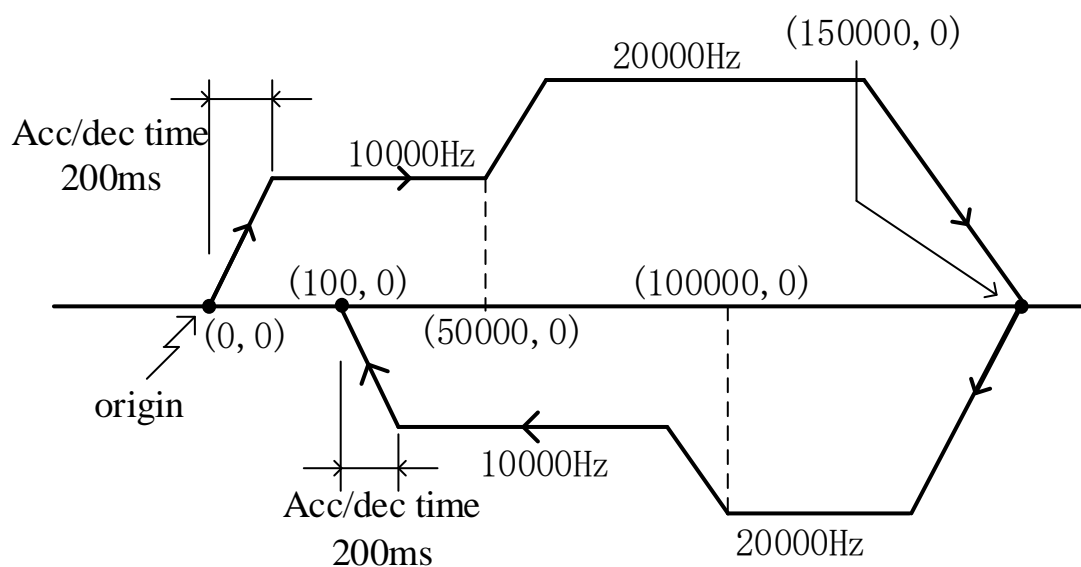 (150000,0)
20000Hz
Acc/dec time
200ms
10000Hz
(100,0)
(100000,0)
(0,0)
(50000,0)
origin
10000Hz
Acc/dec time
200ms
20000Hz